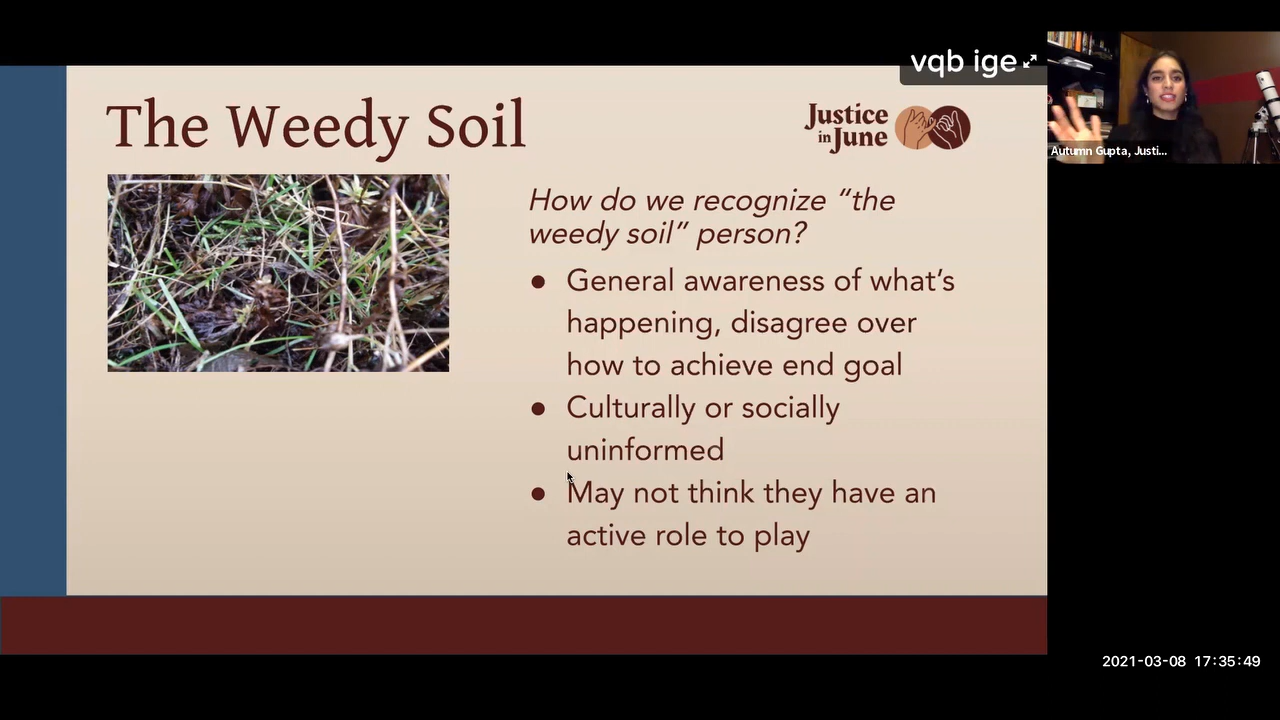 vqb ige
The Weedy Soil
Justice
in June
How do we recognize “the
weedy soil” person?
● General awareness of what’s
happening, disagree over
how to achieve end goal
● Culturally or socially
uninformed
● May not think they have an
active role to play
Autumn Gupta, Justi...
2021-03-08 17:35:49